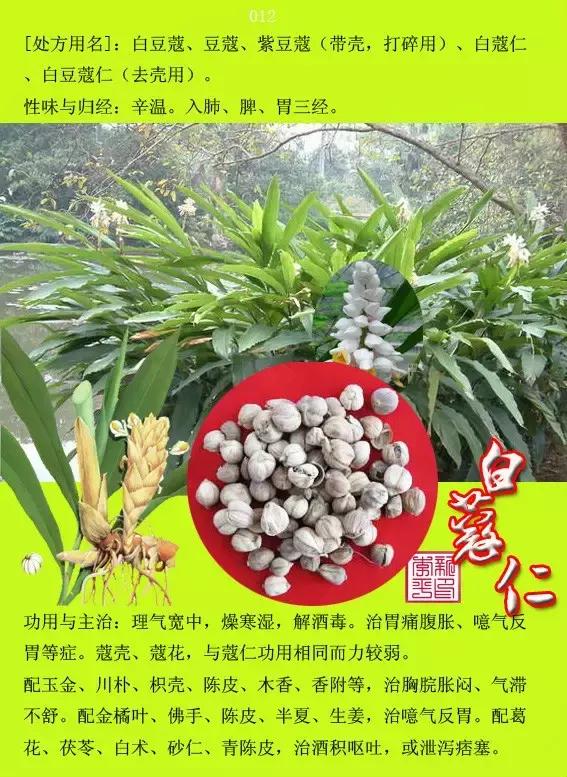 012
[处方用名]：白豆蔻、豆蔻、紫豆蔻（带壳，打碎用）、白蔻仁
、白豆蔻仁（去壳用）。
性味与归经：辛温。入肺、脾、胃三经。
白蔻仁
功用与主治：理气宽中，燥寒湿，解酒毒。治胃痛腹胀、噫气反
胃等症。蔻壳、蔻花，与蔻仁功用相同而力较弱。
配玉金、川朴、枳壳、陈皮、木香、香附等，治胸脘胀闷、气滞
不舒。配金橘叶、佛手、陈皮、半夏、生姜，治噫气反胃。配葛
花、茯苓、白术、砂仁、青陈皮，治酒积呕吐，或泄泻痞塞。